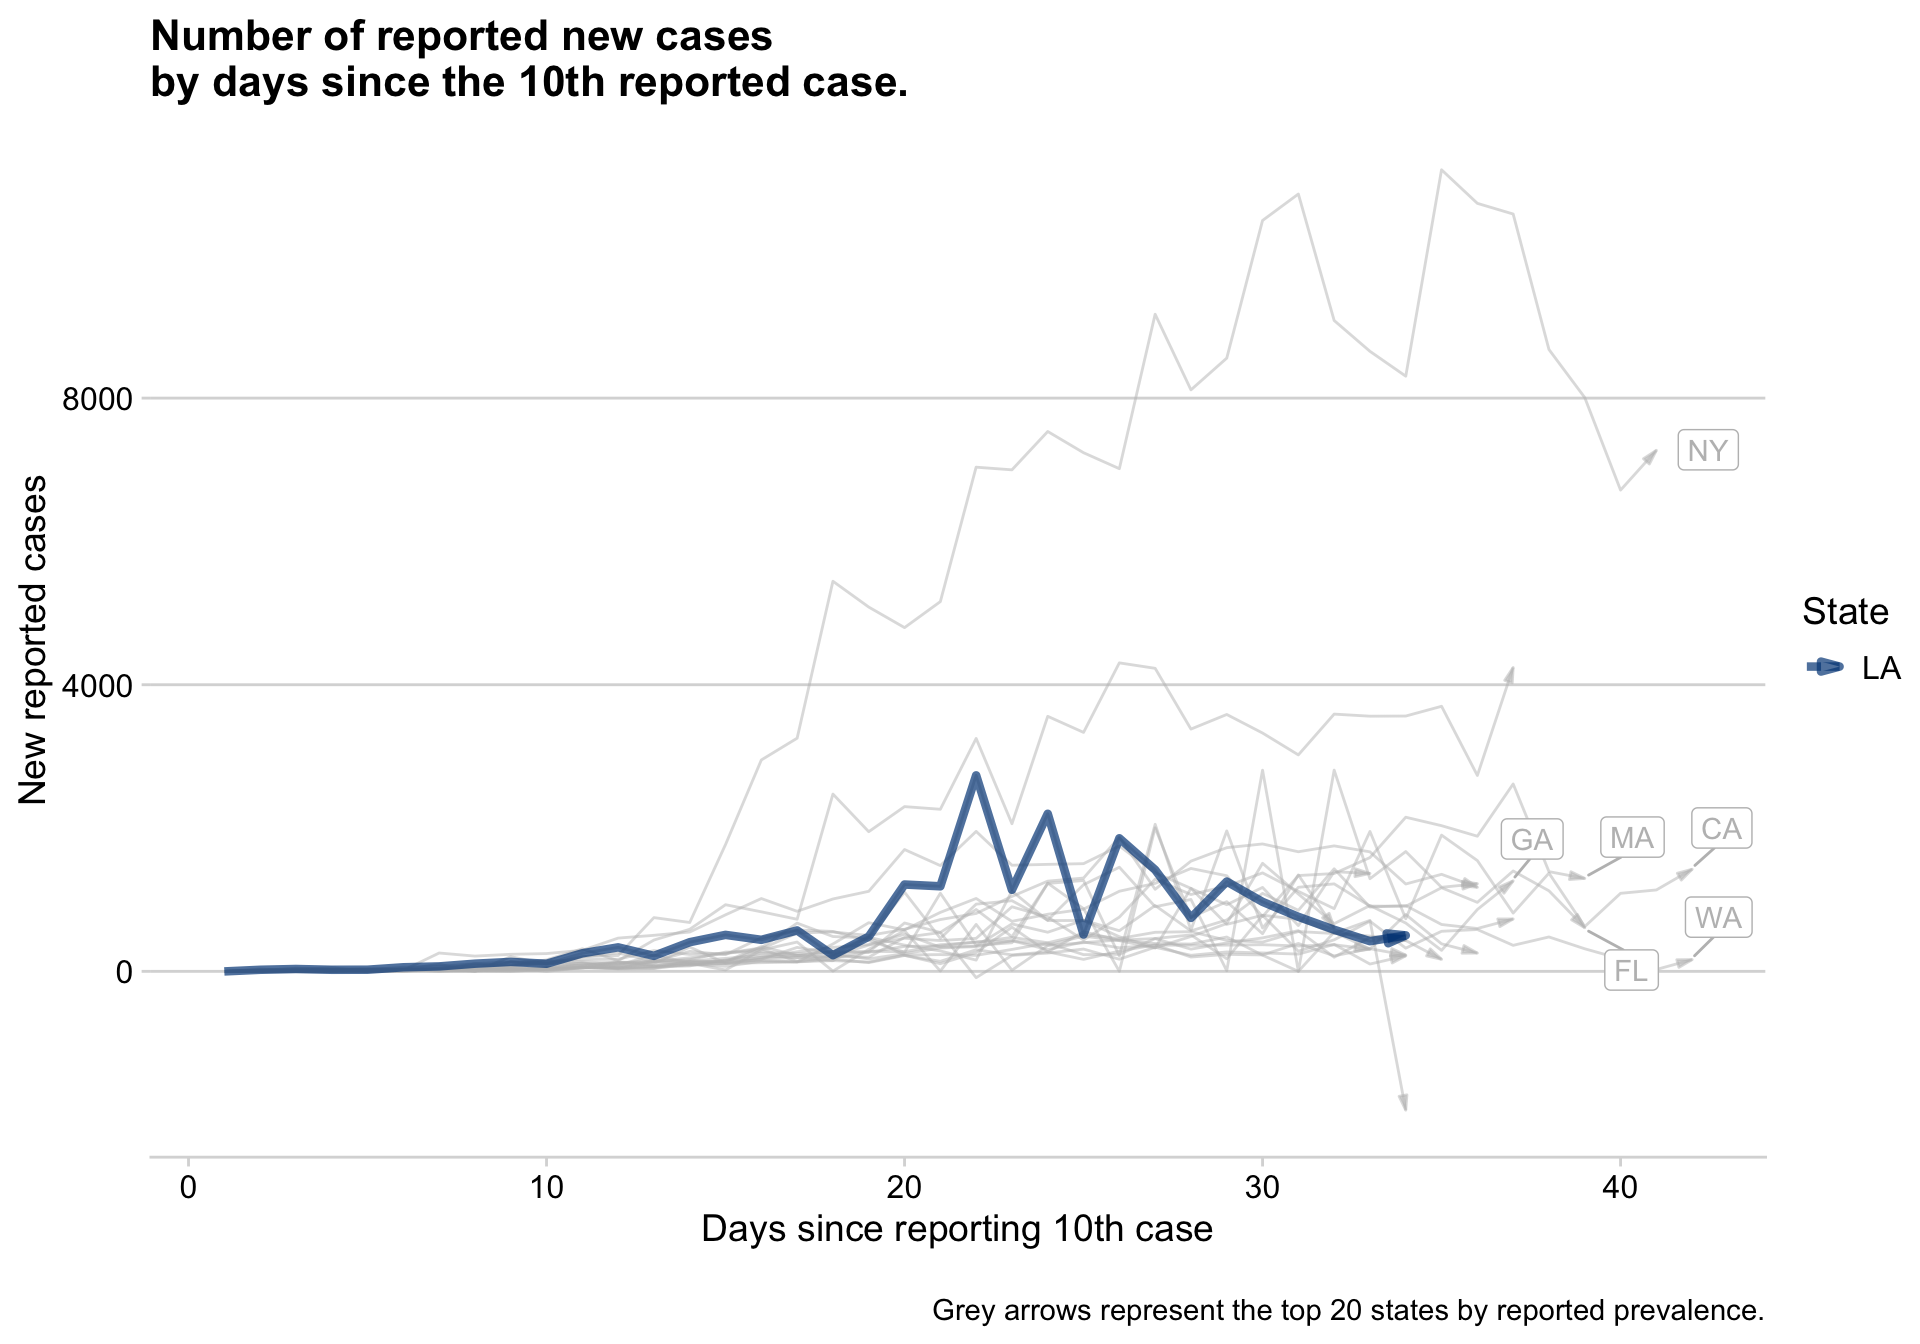 Number of reported new cases
by days since the 10th reported case.
New reported cases
8000
4000
0
NY
GA
MA
CA
WA
FL
State
LA
0 10 20 30 40
Days since reporting 10th case
Grey arrows represent the top 20 states by reported prevalence.